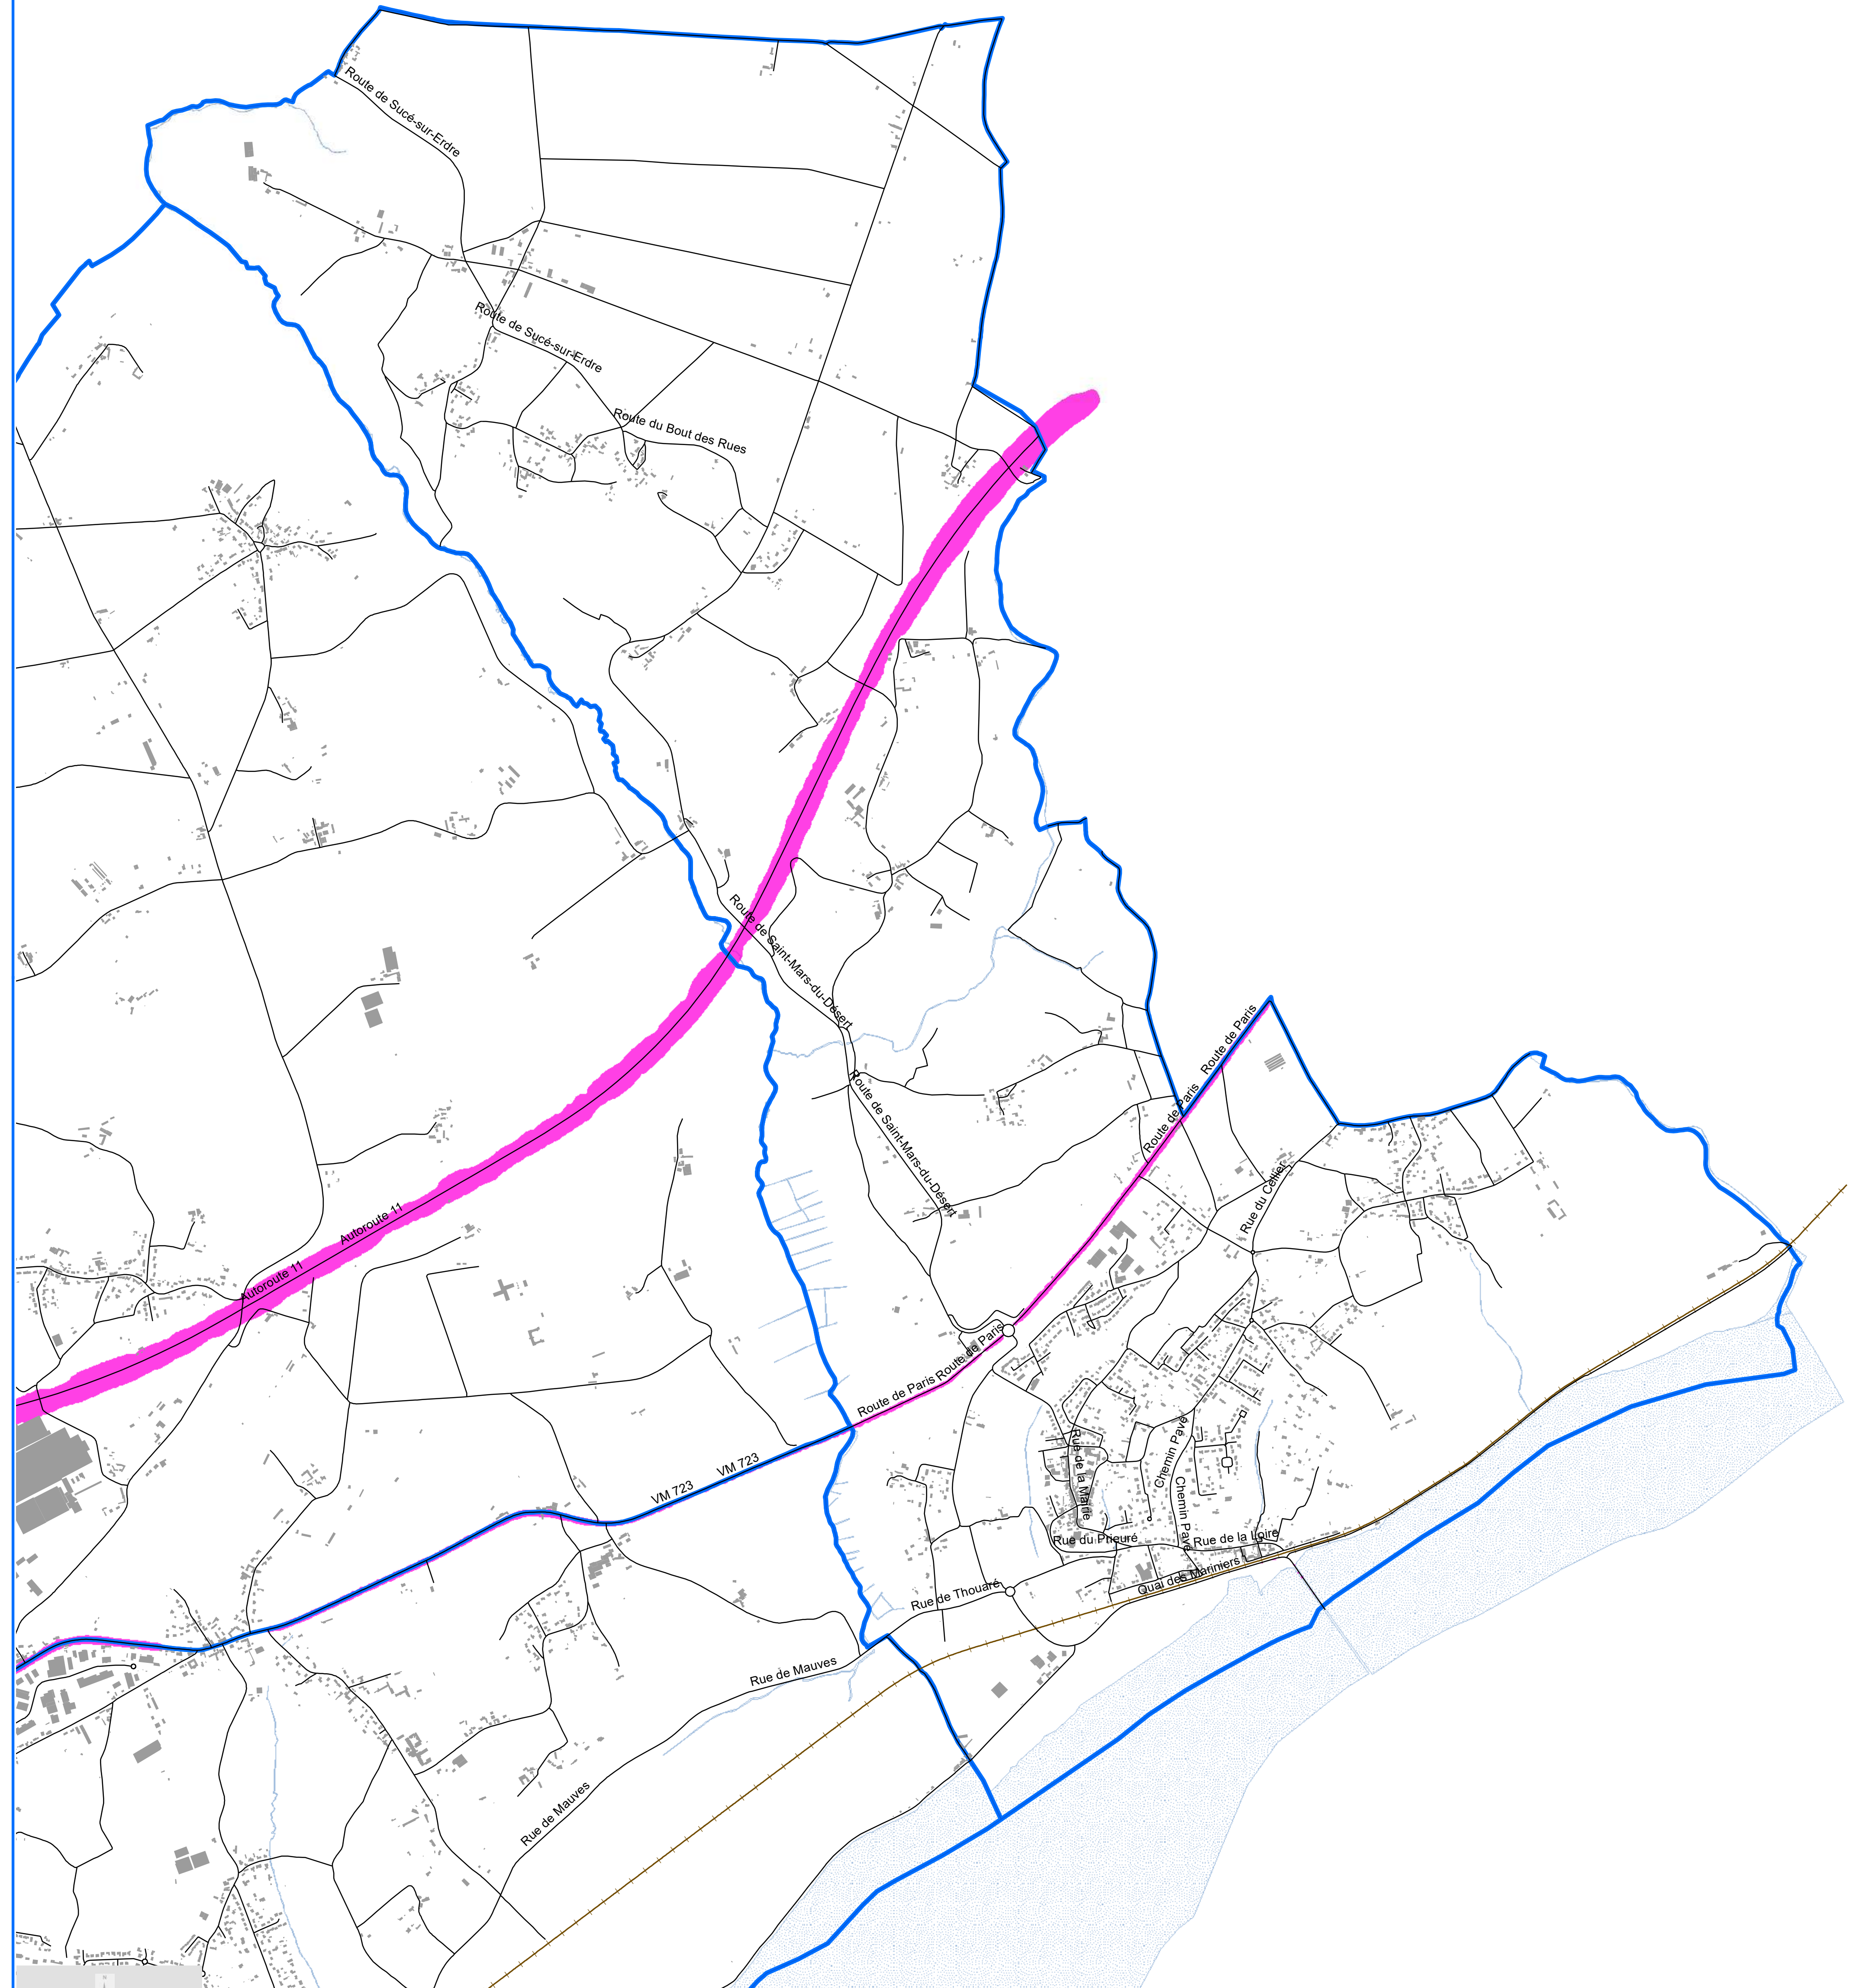 Route de Sucé-sur-Erdre
Route de Sucé-sur-Erdre
Route du Bout des Rues
Route de Saint-Mars-du-Désert
Route de Paris
Route de Saint-Mars-du-Désert
Route de Paris
Rue du Cellier
Autoroute 11
Autoroute 11
Route de Paris
Route de Paris
Chemin Pavé
Rue de la Mairie
VM 723
VM 723
Chemin Pavé
Rue du Prieuré
Rue de la Loire
Quai des Mariniers
Rue de Thouaré
Rue de Mauves
Rue de Mauves